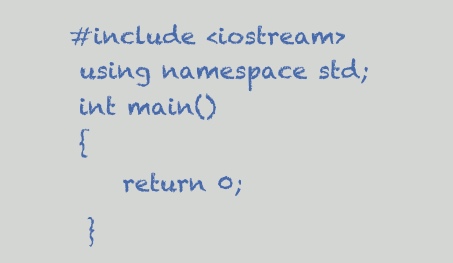 #include <iostream>
using namespace std;
int main()
{
return 0;
}